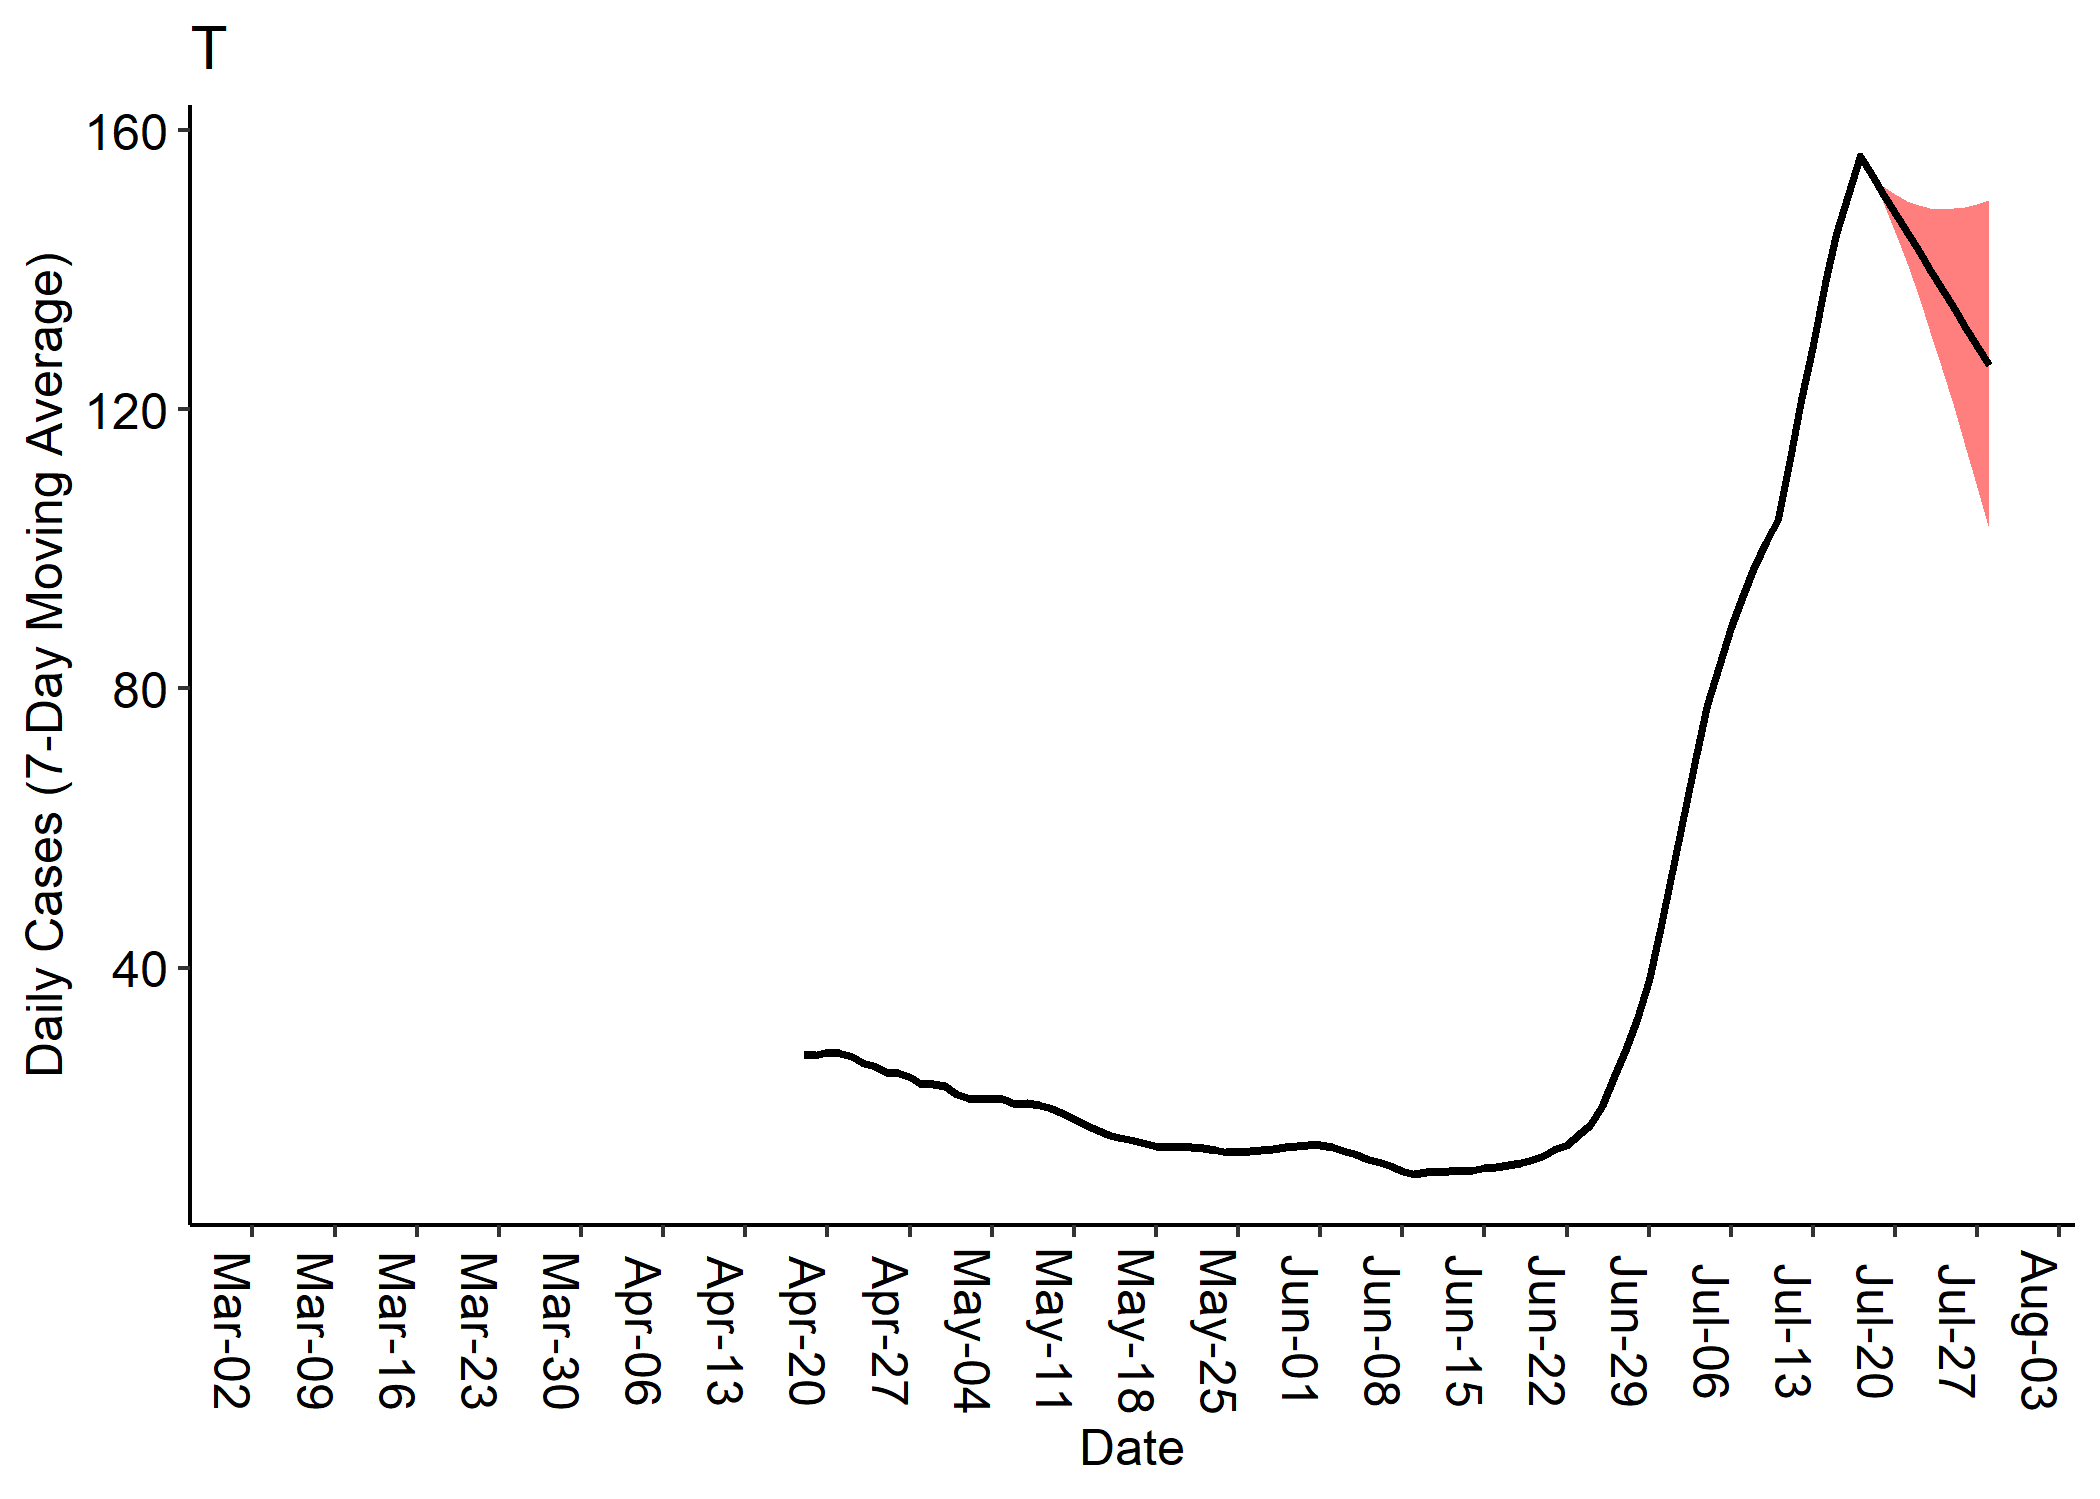 T
160
120
80
40
Daily Cases (7-Day Moving Average)
Mar-02
Mar-09
Mar-16
Mar-23
Mar-30
Apr-06
Apr-13
Apr-20
Apr-27
May-04
May-11
May-18
May-25
Jun-01
Jun-08
Jun-15
Jun-22
Jun-29
Jul-06
Jul-13
Jul-20
Jul-27
Aug-03
Date